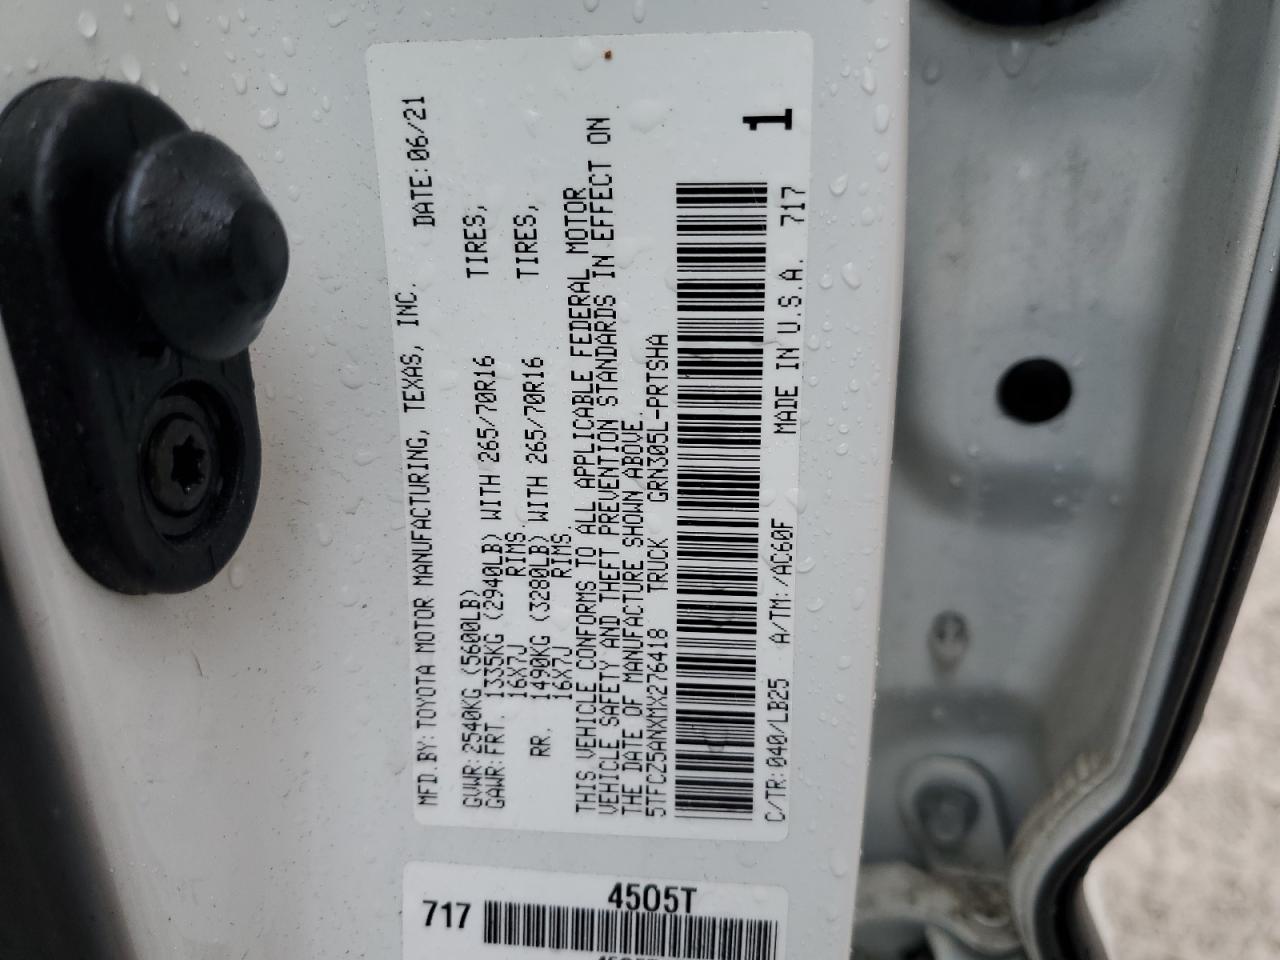 MFD.BY:TOYOTA MOTOR MANUFACTURING, TEXAS, INC. DATE:06/21
GVWR:2540KG (5600LB)
GAWR:FRT. 1335KG (2940LB) WITH 265/70R16 TIRES,
16X7J RIMS.
RR. 1490KG (3280LB) WITH 265/70R16 TIRES,
16X7J RIMS.
THIS VEHICLE CONFORMS TO ALL APPLICABLE FEDERAL MOTOR
VEHICLE SAFETY AND THEFT PREVENTION STANDARDS IN EFFECT ON
THE DATE OF MANUFACTURE SHOWN ABOVE.
5TFCZ5ANXMX276418 TRUCK GRN305L-PRTSHA
1
C/TR:040/LB25 A/TM:/AC60F MADE IN U.S.A. 717
4505T
717